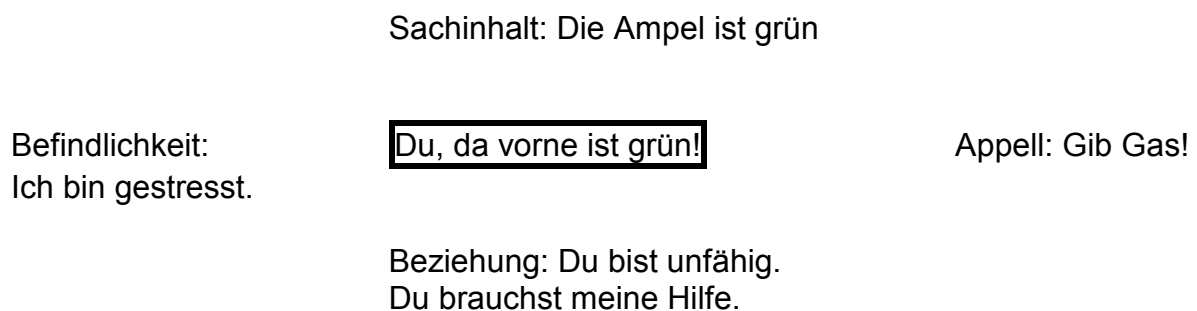 Sachinhalt: Die Ampel ist grün
Befindlichkeit:
Ich bin gestresst.
Du, da vorne ist grün!
Appell: Gib Gas!
Beziehung: Du bist unfähig.
Du brauchst meine Hilfe.